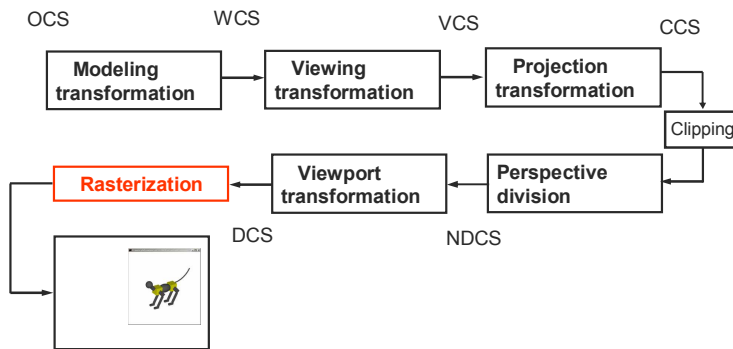 OCS
WCS
VCS
CCS
Modeling
transformation
Viewing
transformation
Projection
transformation
Clipping
Rasterization
Viewport
transformation
Perspective
division
DCS
NDCS